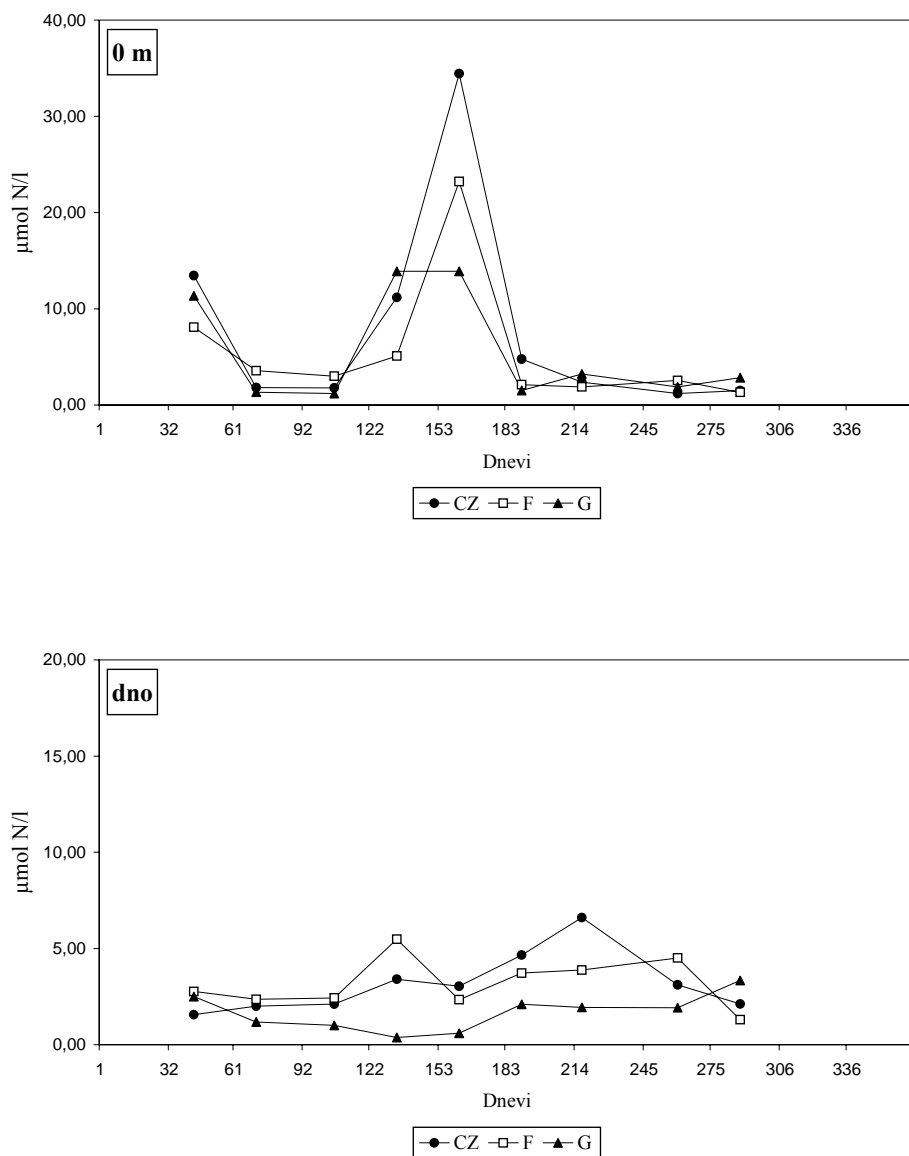 40,00
0 m
30,00
20,00
10,00
0,00
µmol N/l
1 32 61 92 122 153 183 214 245 275 306 336
Dnevi
CZ F G
20,00
dno
15,00
10,00
5,00
0,00
µmol N/l
1 32 61 92 122 153 183 214 245 275 306 336
Dnevi
CZ F G